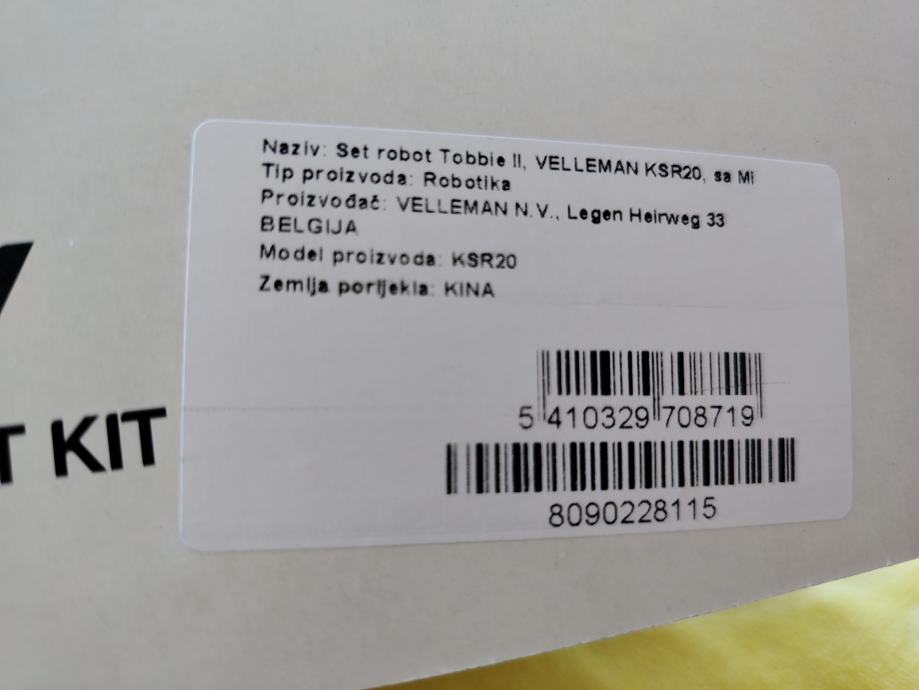 Naziv: Set robot Tobbie II, VELLEMAN KSR20, sa Mi
Tip proizvoda: Robotika
Proizvođač: VELLEMAN N.V., Legen Heirweg 33
BELGIJA
Model proizvoda: KSR20
Zemlja porijekla: KINA
T KIT
5 410329 708719
8090228115